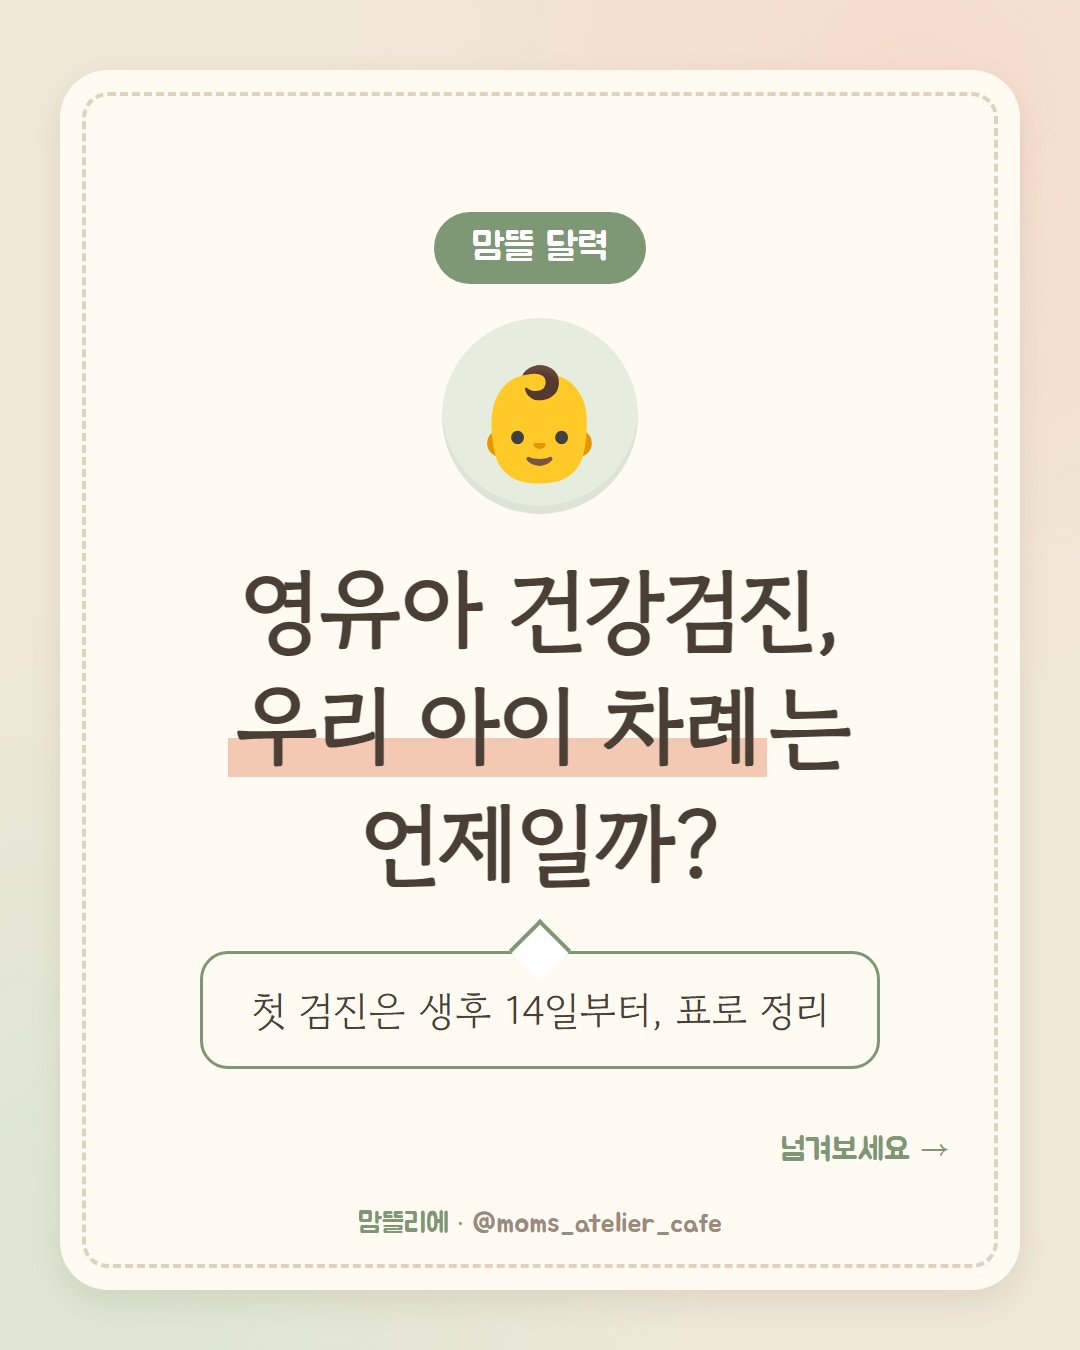 맘뜰 달력
영유아 건강검진,
우리 아이 차례는
언제일까?
첫 검진은 생후 14일부터, 표로 정리
넘겨보세요 →
맘뜰리에 · @moms_atelier_cafe